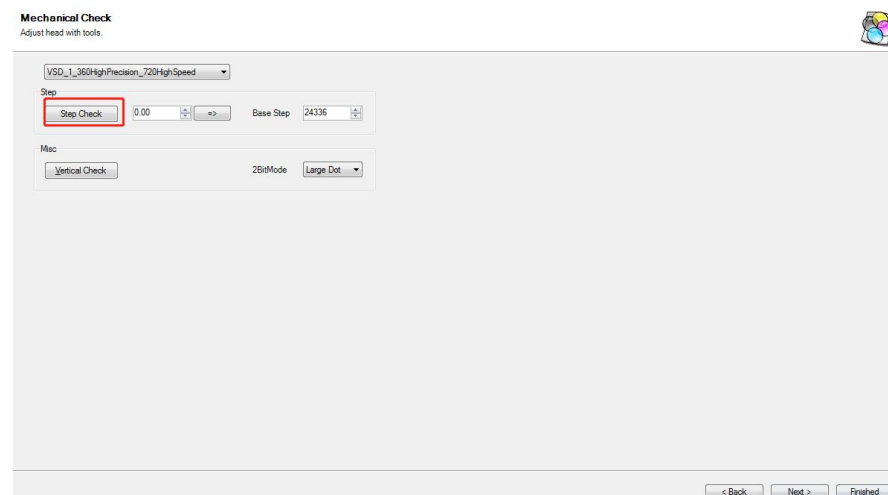 Mechanical Check
Adjust head with tools.
VSD_1_360HighPrecision_720HighSpeed
Step
Step Check 0.00 => Base Step 24336
Misc
Vertical Check 2BitMode Large Dot
< Back Next > Finished